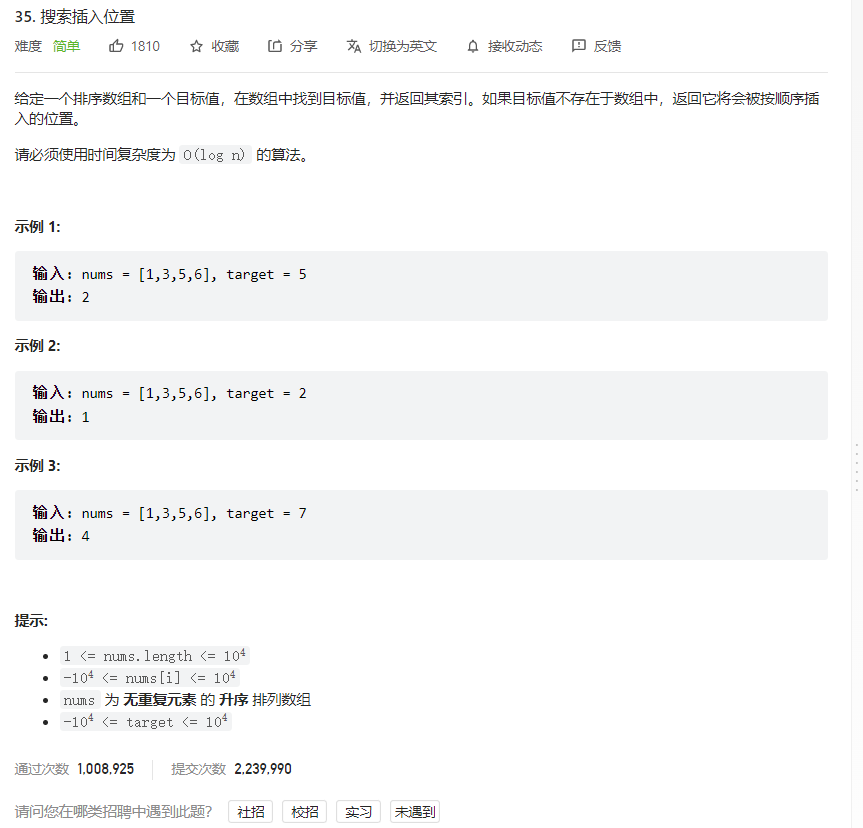 35. 搜索插入位置
难度 简单 1810 收藏 分享 切换为英文 接收动态 反馈
给定一个排序数组和一个目标值，在数组中找到目标值，并返回其索引。如果目标值不存在于数组中，返回它将会被按顺序插
入的位置。
请必须使用时间复杂度为 O(log n) 的算法。
示例 1:
输入: nums = [1,3,5,6], target = 5
输出: 2
示例 2:
输入: nums = [1,3,5,6], target = 2
输出: 1
示例 3:
输入: nums = [1,3,5,6], target = 7
输出: 4
提示:
1 <= nums.length <= 10⁴
-10⁴ <= nums[i] <= 10⁴
nums 为 无重复元素 的 升序 排列数组
-10⁴ <= target <= 10⁴
通过次数 1,008,925 提交次数 2,239,990
请问您在哪类招聘中遇到此题？ 社招 校招 实习 未遇到